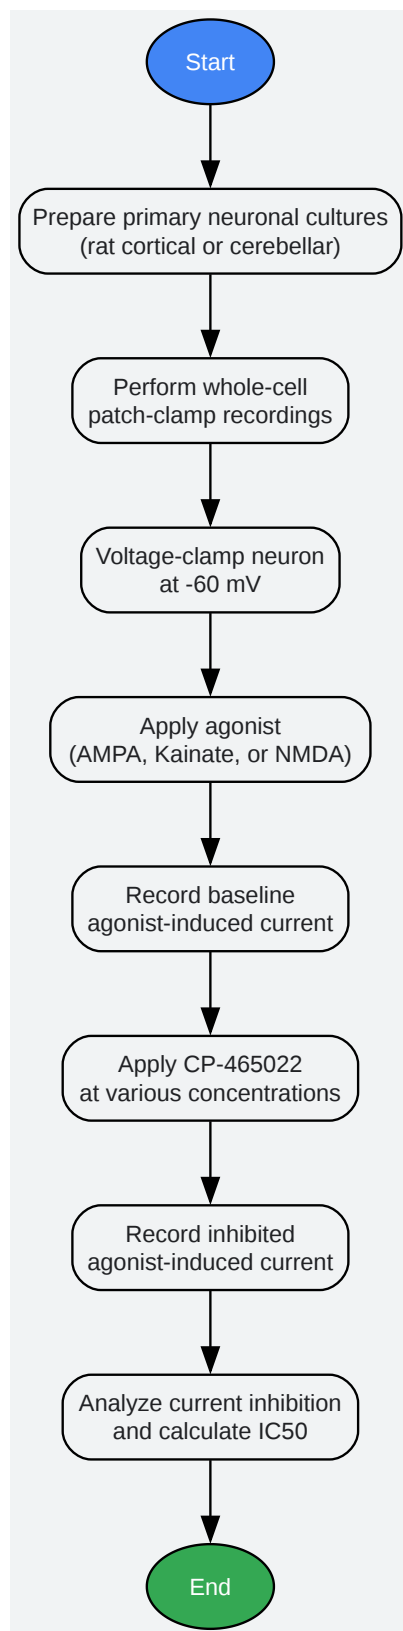 Start
Prepare primary neuronal cultures
(rat cortical or cerebellar)
Perform whole-cell
patch-clamp recordings
Voltage-clamp neuron
at -60 mV
Apply agonist
(AMPA, Kainate, or NMDA)
Record baseline
agonist-induced current
Apply CP-465022
at various concentrations
Record inhibited
agonist-induced current
Analyze current inhibition
and calculate IC50
End